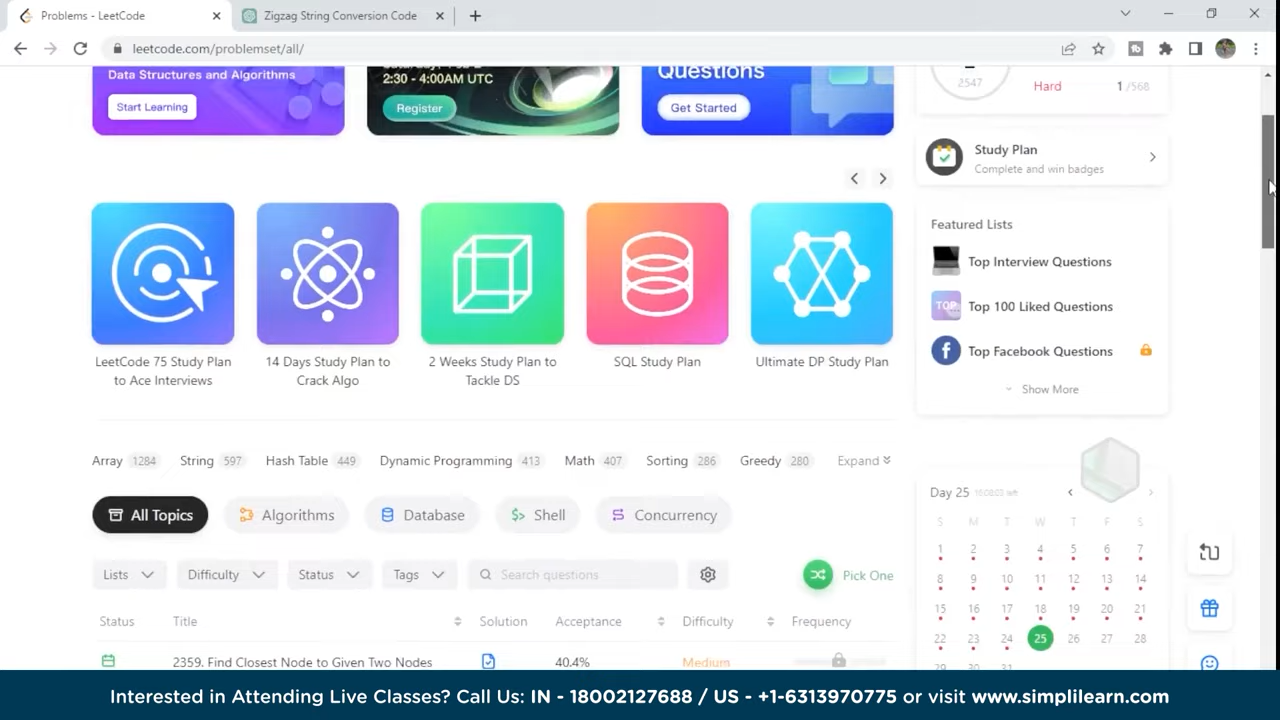 Problems - LeetCode
Zigzag String Conversion Code
leetcode.com/problemset/all/
Data Structures and Algorithms
Start Learning
2:30 - 4:00AM UTC
Register
Questions
Get Started
2547
Hard 1 /568
Study Plan
Complete and win badges
Featured Lists
Top Interview Questions
TOP
Top 100 Liked Questions
Top Facebook Questions
Show More
LeetCode 75 Study Plan
to Ace Interviews
14 Days Study Plan to
Crack Algo
2 Weeks Study Plan to
Tackle DS
SQL Study Plan
Ultimate DP Study Plan
Array 1284 String 597 Hash Table 449 Dynamic Programming 413 Math 407 Sorting 286 Greedy 280 Expand
All Topics Algorithms Database Shell Concurrency
Lists Difficulty Status Tags Search questions Pick One
Status Title Solution Acceptance Difficulty Frequency
2359. Find Closest Node to Given Two Nodes 40.4% Medium
Day 25 left
S M T W T F S
1 2 3 4 5 6 7
8 9 10 11 12 13 14
15 16 17 18 19 20 21
22 23 24 25 26 27 28
29 30 31
Interested in Attending Live Classes? Call Us: IN - 18002127688 / US - +1-6313970775 or visit www.simplilearn.com